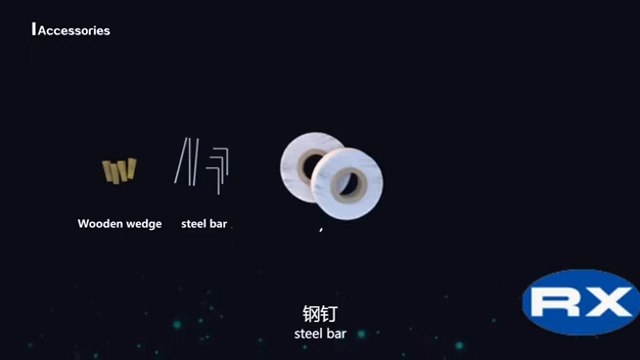 Accessories
Wooden wedge
steel bar
钢钉
steel bar
RX